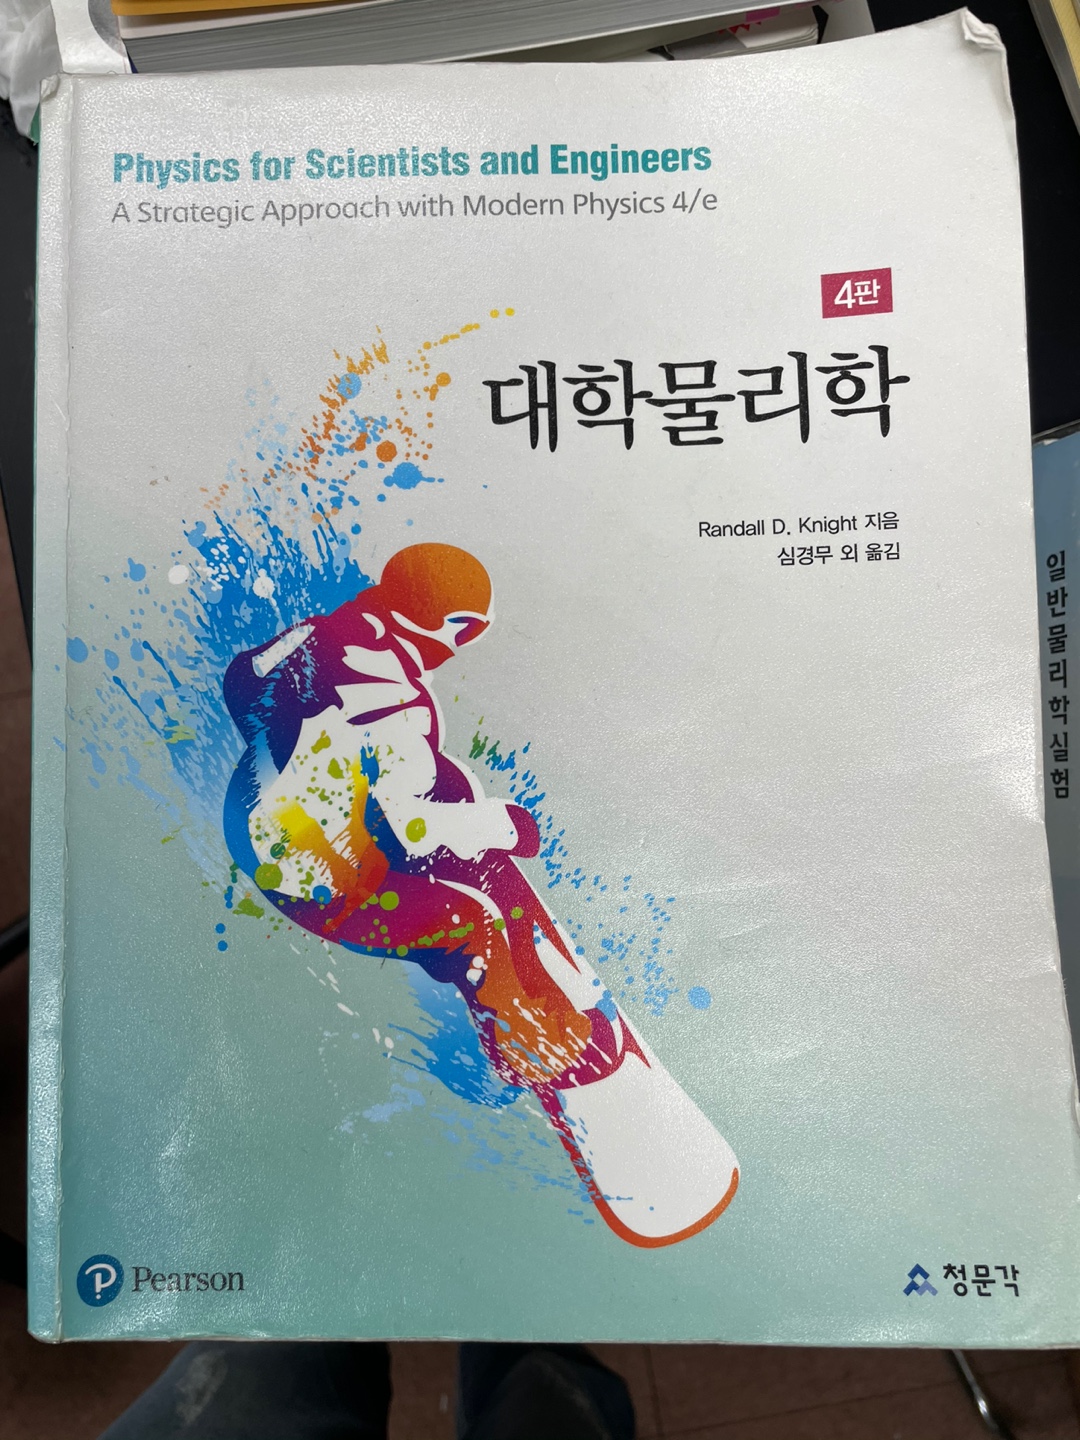 Physics for Scientists and Engineers
A Strategic Approach with Modern Physics 4/e
4판
대학물리학
Randall D. Knight 지음
심경무 외 옮김
Pearson
청문각
일반물리학실험